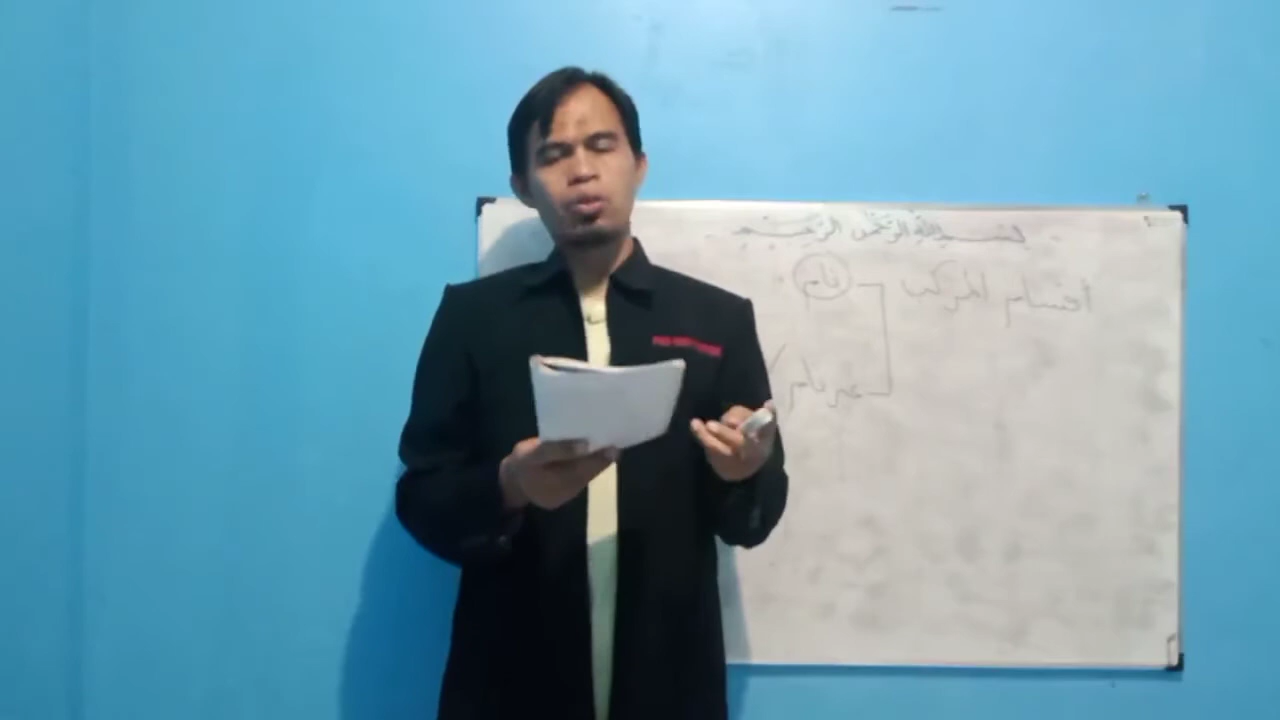 بسم الله الرحمن الرحيم
أقسام المركب
تام
غير تام